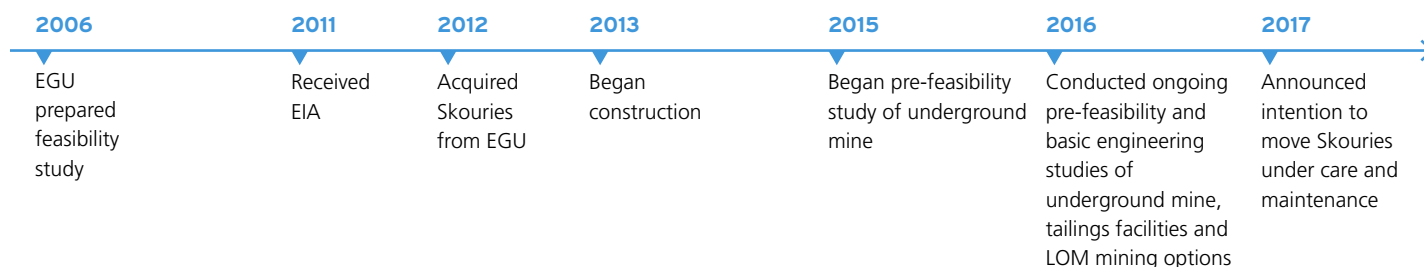 2006
EGU
prepared
feasibility
study
2011
Received
EIA
2012
Acquired
Skouries
from EGU
2013
Began
construction
2015
Began pre-feasibility
study of underground
mine
2016
Conducted ongoing
pre-feasibility and
basic engineering
studies of
underground mine,
tailings facilities and
LOM mining options
2017
Announced
intention to
move Skouries
under care and
maintenance